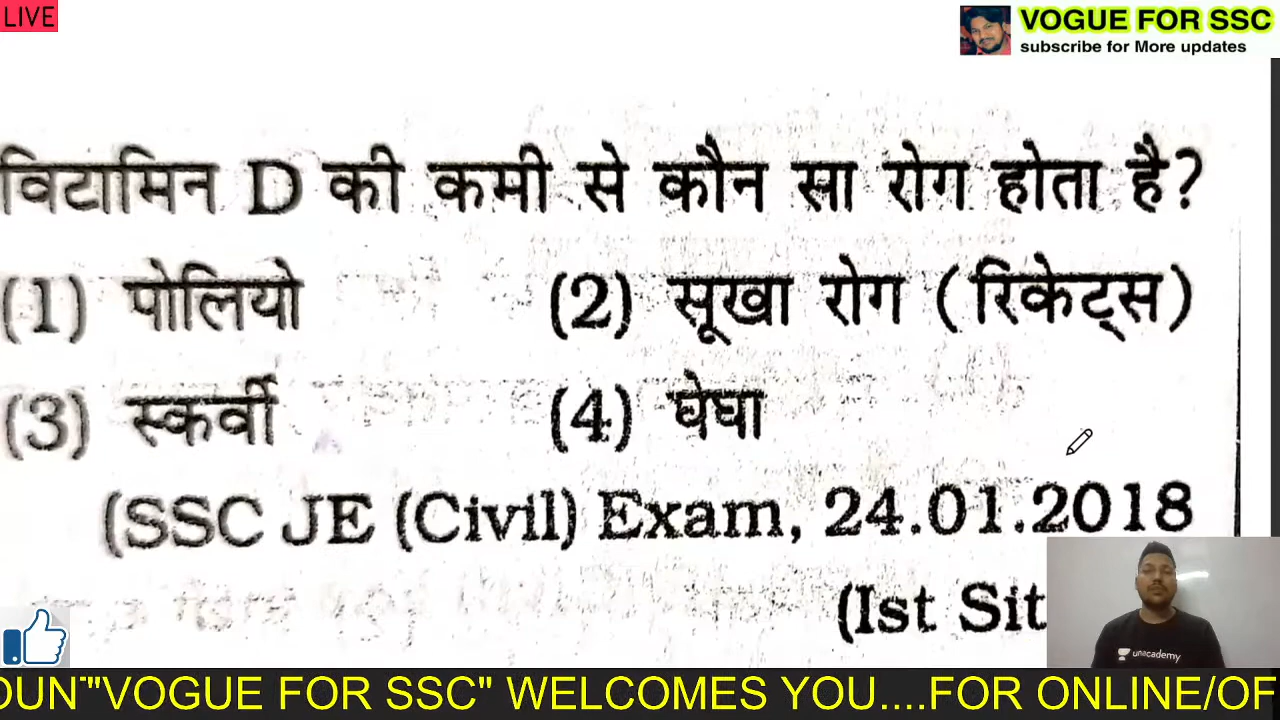 LIVE
VOGUE FOR SSC
subscribe for More updates
विटामिन D की कमी से कौन सा रोग होता है?
(1) पोलियो (2) सूखा रोग (रिकेट्स)
(3) स्कर्वी (4) घेघा
(SSC JE (Civil) Exam, 24.01.2018
(Ist Sit
unacademy
OUN""VOGUE FOR SSC" WELCOMES YOU....FOR ONLINE/OF